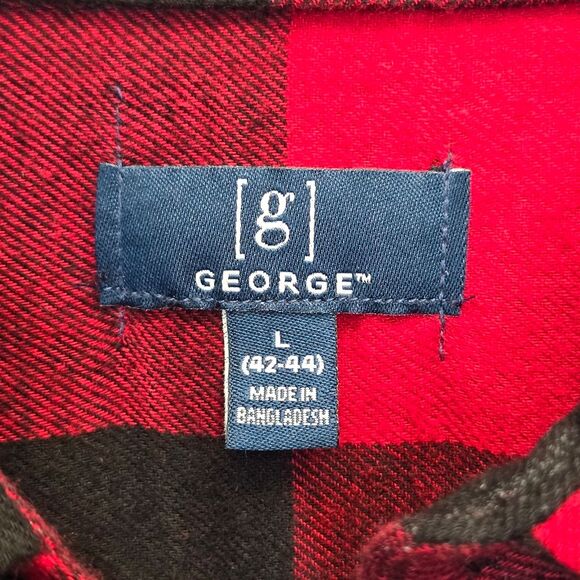 [g]
GEORGE™
L
(42-44)
MADE IN
BANGLADESH